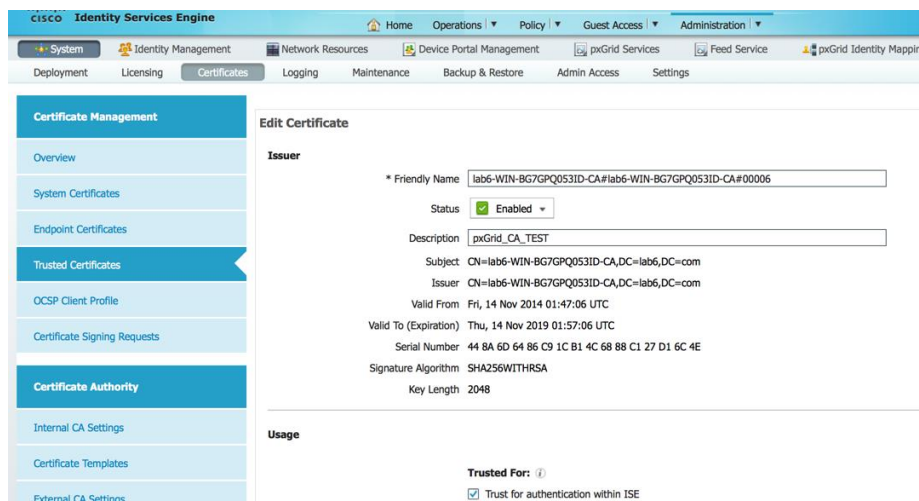 CISCO Identity Services Engine
Home Operations Policy Guest Access Administration
System Identity Management Network Resources Device Portal Management pxGrid Services Feed Service pxGrid Identity
Deployment Licensing Certificates Logging Maintenance Backup & Restore Admin Access Settings
Certificate Management
Overview
System Certificates
Endpoint Certificates
Trusted Certificates
OCSP Client Profile
Certificate Signing Requests
Certificate Authority
Internal CA Settings
Certificate Templates
External CA Settings
Edit Certificate
Issuer
* Friendly Name lab6-WIN-BG7GPQ053ID-CA#lab6-WIN-BG7GPQ053ID-CA#00006
Status Enabled
Description pxGrid_CA_TEST
Subject CN=lab6-WIN-BG7GPQ053ID-CA,DC=lab6,DC=com
Issuer CN=lab6-WIN-BG7GPQ053ID-CA,DC=lab6,DC=com
Valid From Fri, 14 Nov 2014 01:47:06 UTC
Valid To (Expiration) Thu, 14 Nov 2019 01:57:06 UTC
Serial Number 44 8A 6D 64 86 C9 1C B1 4C 68 88 C1 27 D1 6C 4E
Signature Algorithm SHA256WITHRSA
Key Length 2048
Usage
Trusted For:
Trust for authentication within ISE